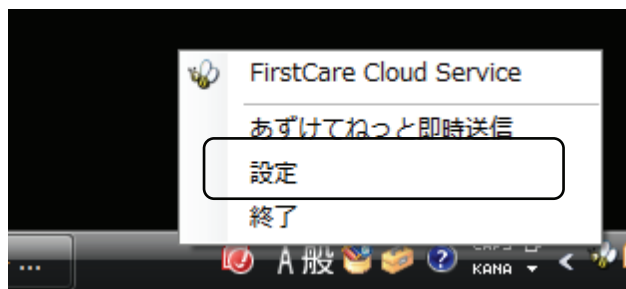 FirstCare Cloud Service
あずけてねっと即時送信
設定
終了
... A 般 KANA <